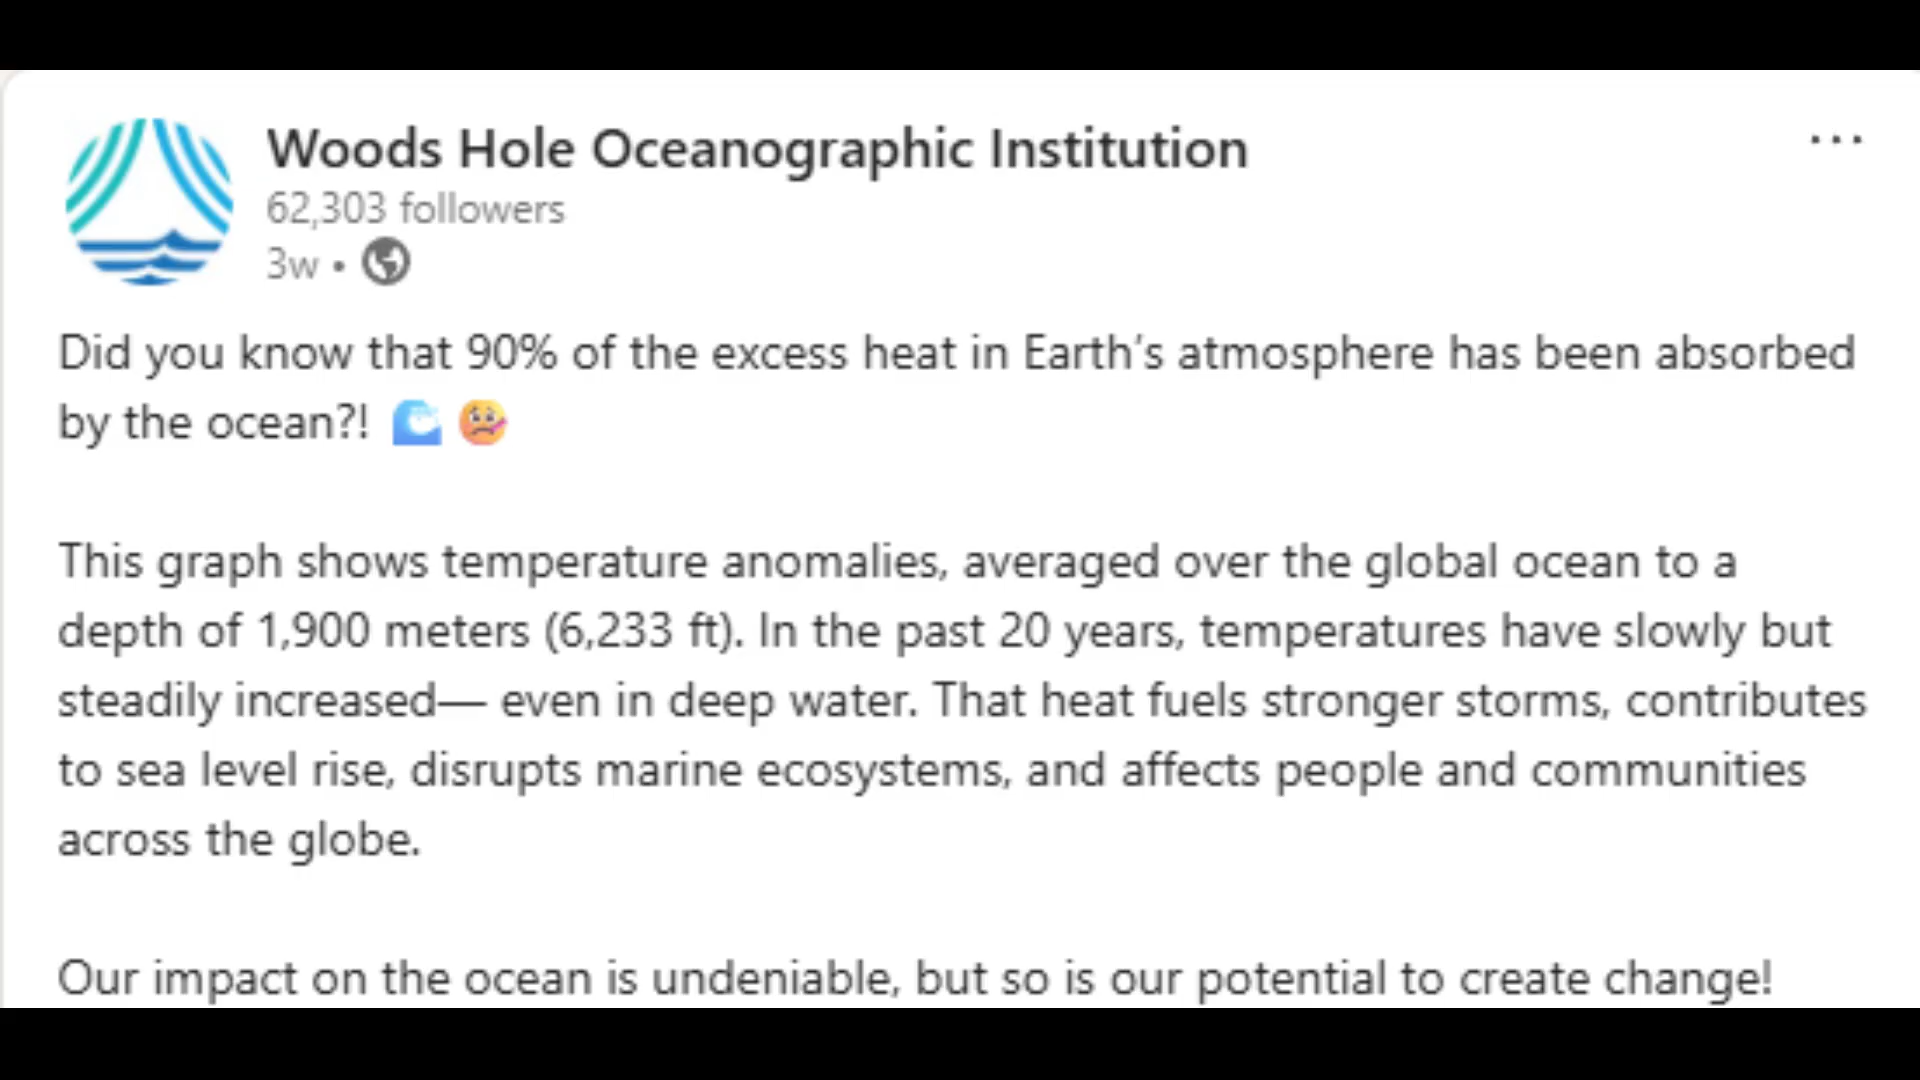 Woods Hole Oceanographic Institution
62,303 followers
3w •
Did you know that 90% of the excess heat in Earth’s atmosphere has been absorbed
by the ocean?! 🌊 🤒
This graph shows temperature anomalies, averaged over the global ocean to a
depth of 1,900 meters (6,233 ft). In the past 20 years, temperatures have slowly but
steadily increased— even in deep water. That heat fuels stronger storms, contributes
to sea level rise, disrupts marine ecosystems, and affects people and communities
across the globe.
Our impact on the ocean is undeniable, but so is our potential to create change!